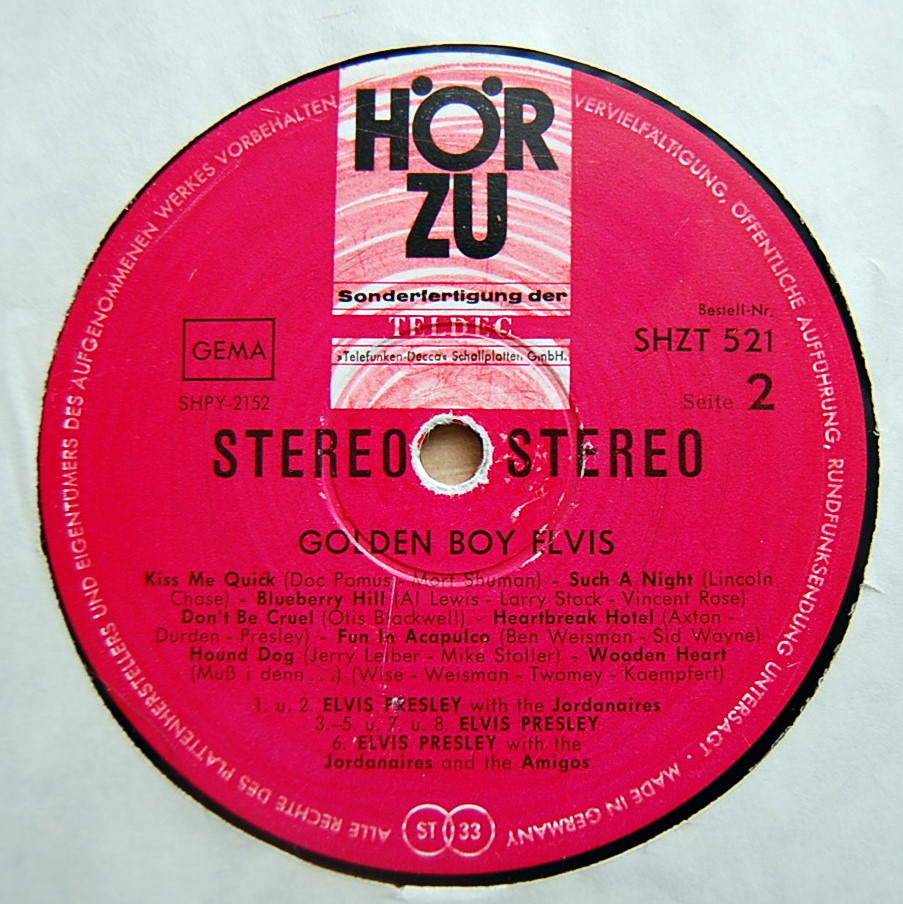 HÖR
ZU
Sonderfertigung der
TELDEC
»Telefunken-Decca« Schallplatten GmbH.
GEMA
SHPY-2152
Bestell-Nr.
SHZT 521
Seite 2
STEREO STEREO
GOLDEN BOY ELVIS
Kiss Me Quick (Doc Pomus - Mort Shuman) - Such A Night (Lincoln
Chase) - Blueberry Hill (Al Lewis - Larry Stock - Vincent Rose)
Don't Be Cruel (Otis Blackwell) - Heartbreak Hotel (Axton -
Durden - Presley) - Fun In Acapulco (Ben Weisman - Sid Wayne)
Hound Dog (Jerry Leiber - Mike Stoller) - Wooden Heart
(Muß i denn...) (Wise - Weisman - Twomey - Kaempfert)
1. u. 2. ELVIS PRESLEY with the Jordanaires
3.-5. u. 7. u. 8. ELVIS PRESLEY
6. ELVIS PRESLEY with the
Jordanaires and the Amigos
ALLE RECHTE DES PLATTENHERSTELLERS UND EIGENTÜMERS DES AUFGENOMMENEN WERKES VORBEHALTEN
VERVIELFÄLTIGUNG, ÖFFENTLICHE AUFFÜHRUNG, RUNDFUNKSENDUNG UNTERSAGT · MADE IN GERMANY
ST 33